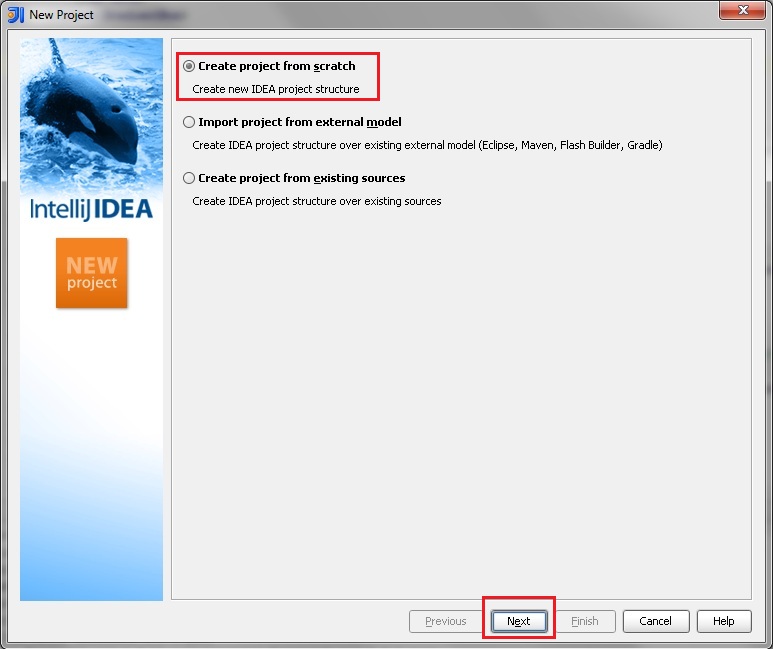 New Project
Create project from scratch
Create new IDEA project structure
Import project from external model
Create IDEA project structure over existing external model (Eclipse, Maven, Flash Builder, Gradle)
Create project from existing sources
Create IDEA project structure over existing sources
IntelliJ IDEA
NEW
project
Previous Next Finish Cancel Help